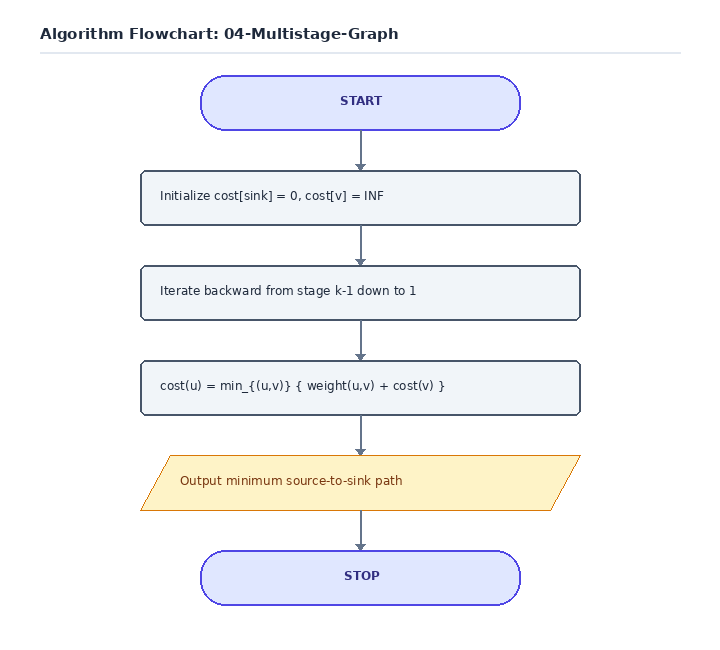 Algorithm Flowchart: 04-Multistage-Graph
START
Initialize cost[sink] = 0, cost[v] = INF
Iterate backward from stage k-1 down to 1
cost(u) = min_{(u,v)} { weight(u,v) + cost(v) }
Output minimum source-to-sink path
STOP